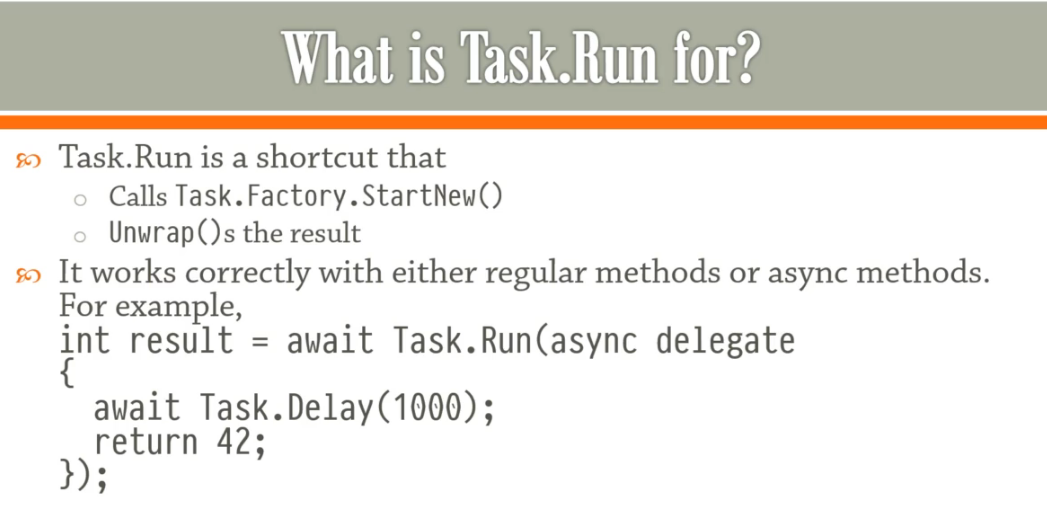 What is Task.Run for?
Task.Run is a shortcut that
Calls Task.Factory.StartNew()
Unwrap()s the result
It works correctly with either regular methods or async methods.
For example,
int result = await Task.Run(async delegate
{
  await Task.Delay(1000);
  return 42;
});